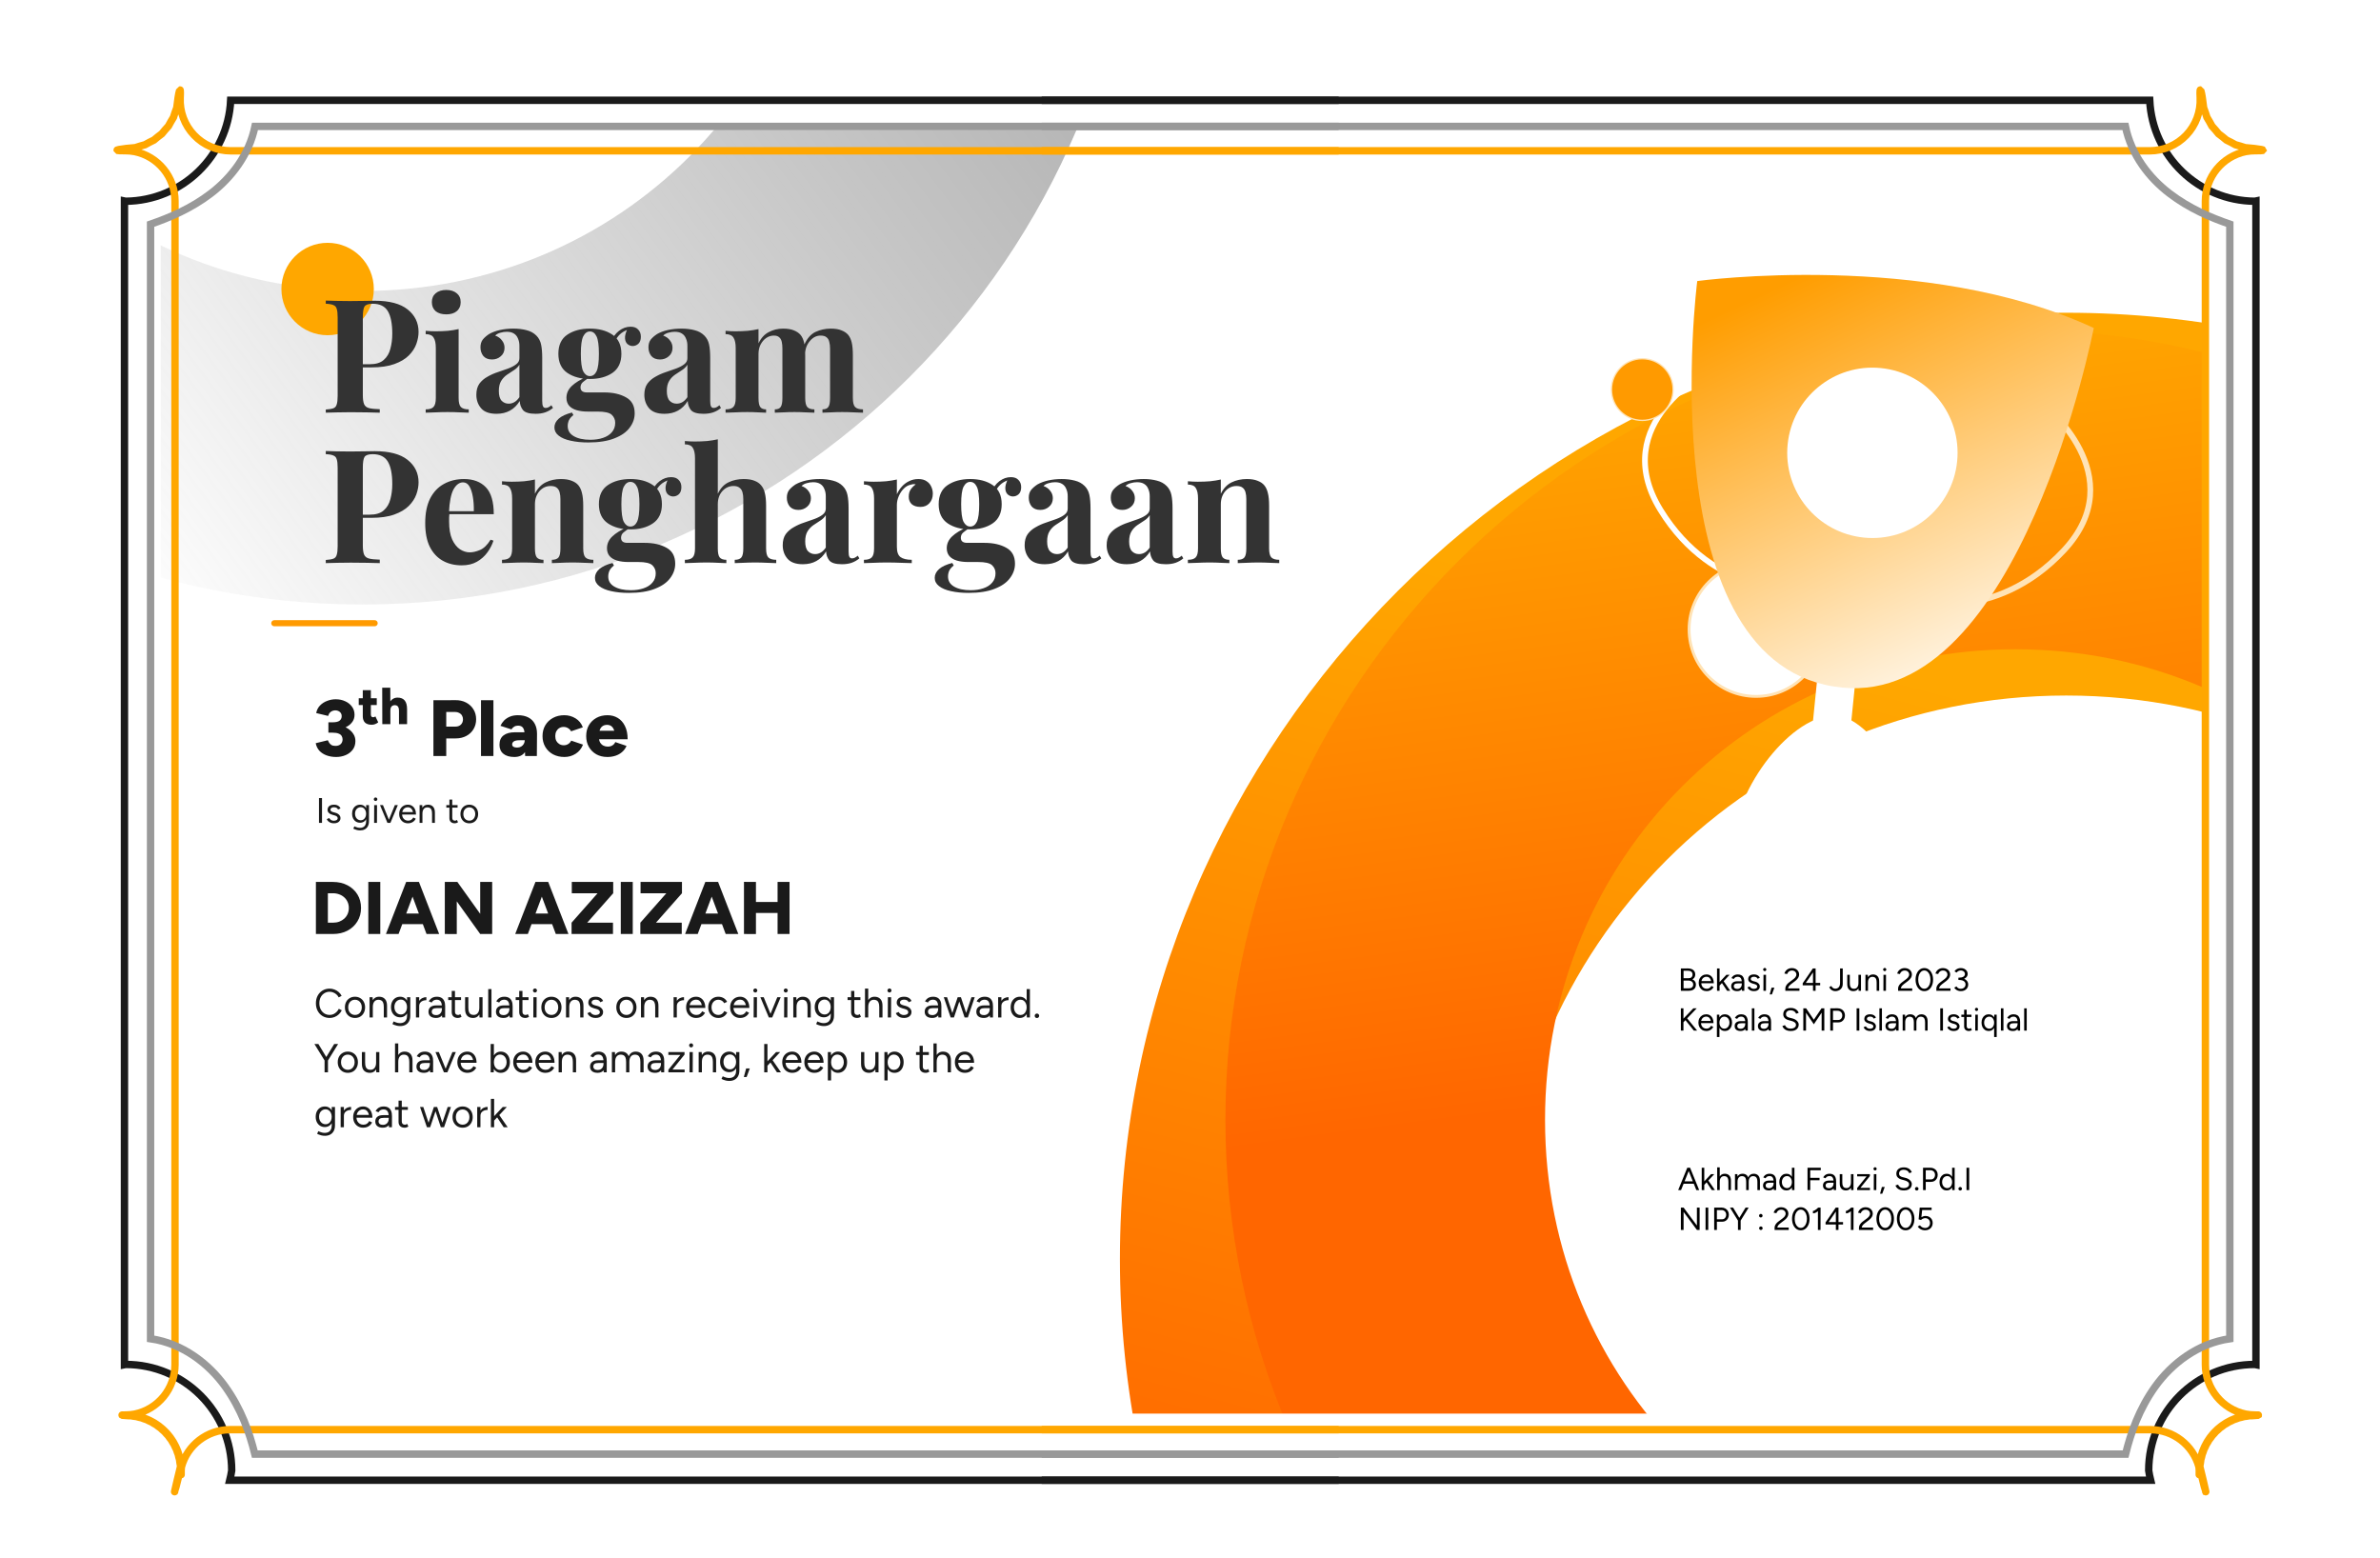 Piagam
Penghargaan
3th Place
Is given to
DIAN AZIZAH
Congratulations on receiving this award.
You have been amazing, keep up the
great work
Bekasi, 24 Juni 2023
Kepala SMP Islam Istiqlal
Akhmad Fauzi, S.Pd.I
NIPY : 201412005